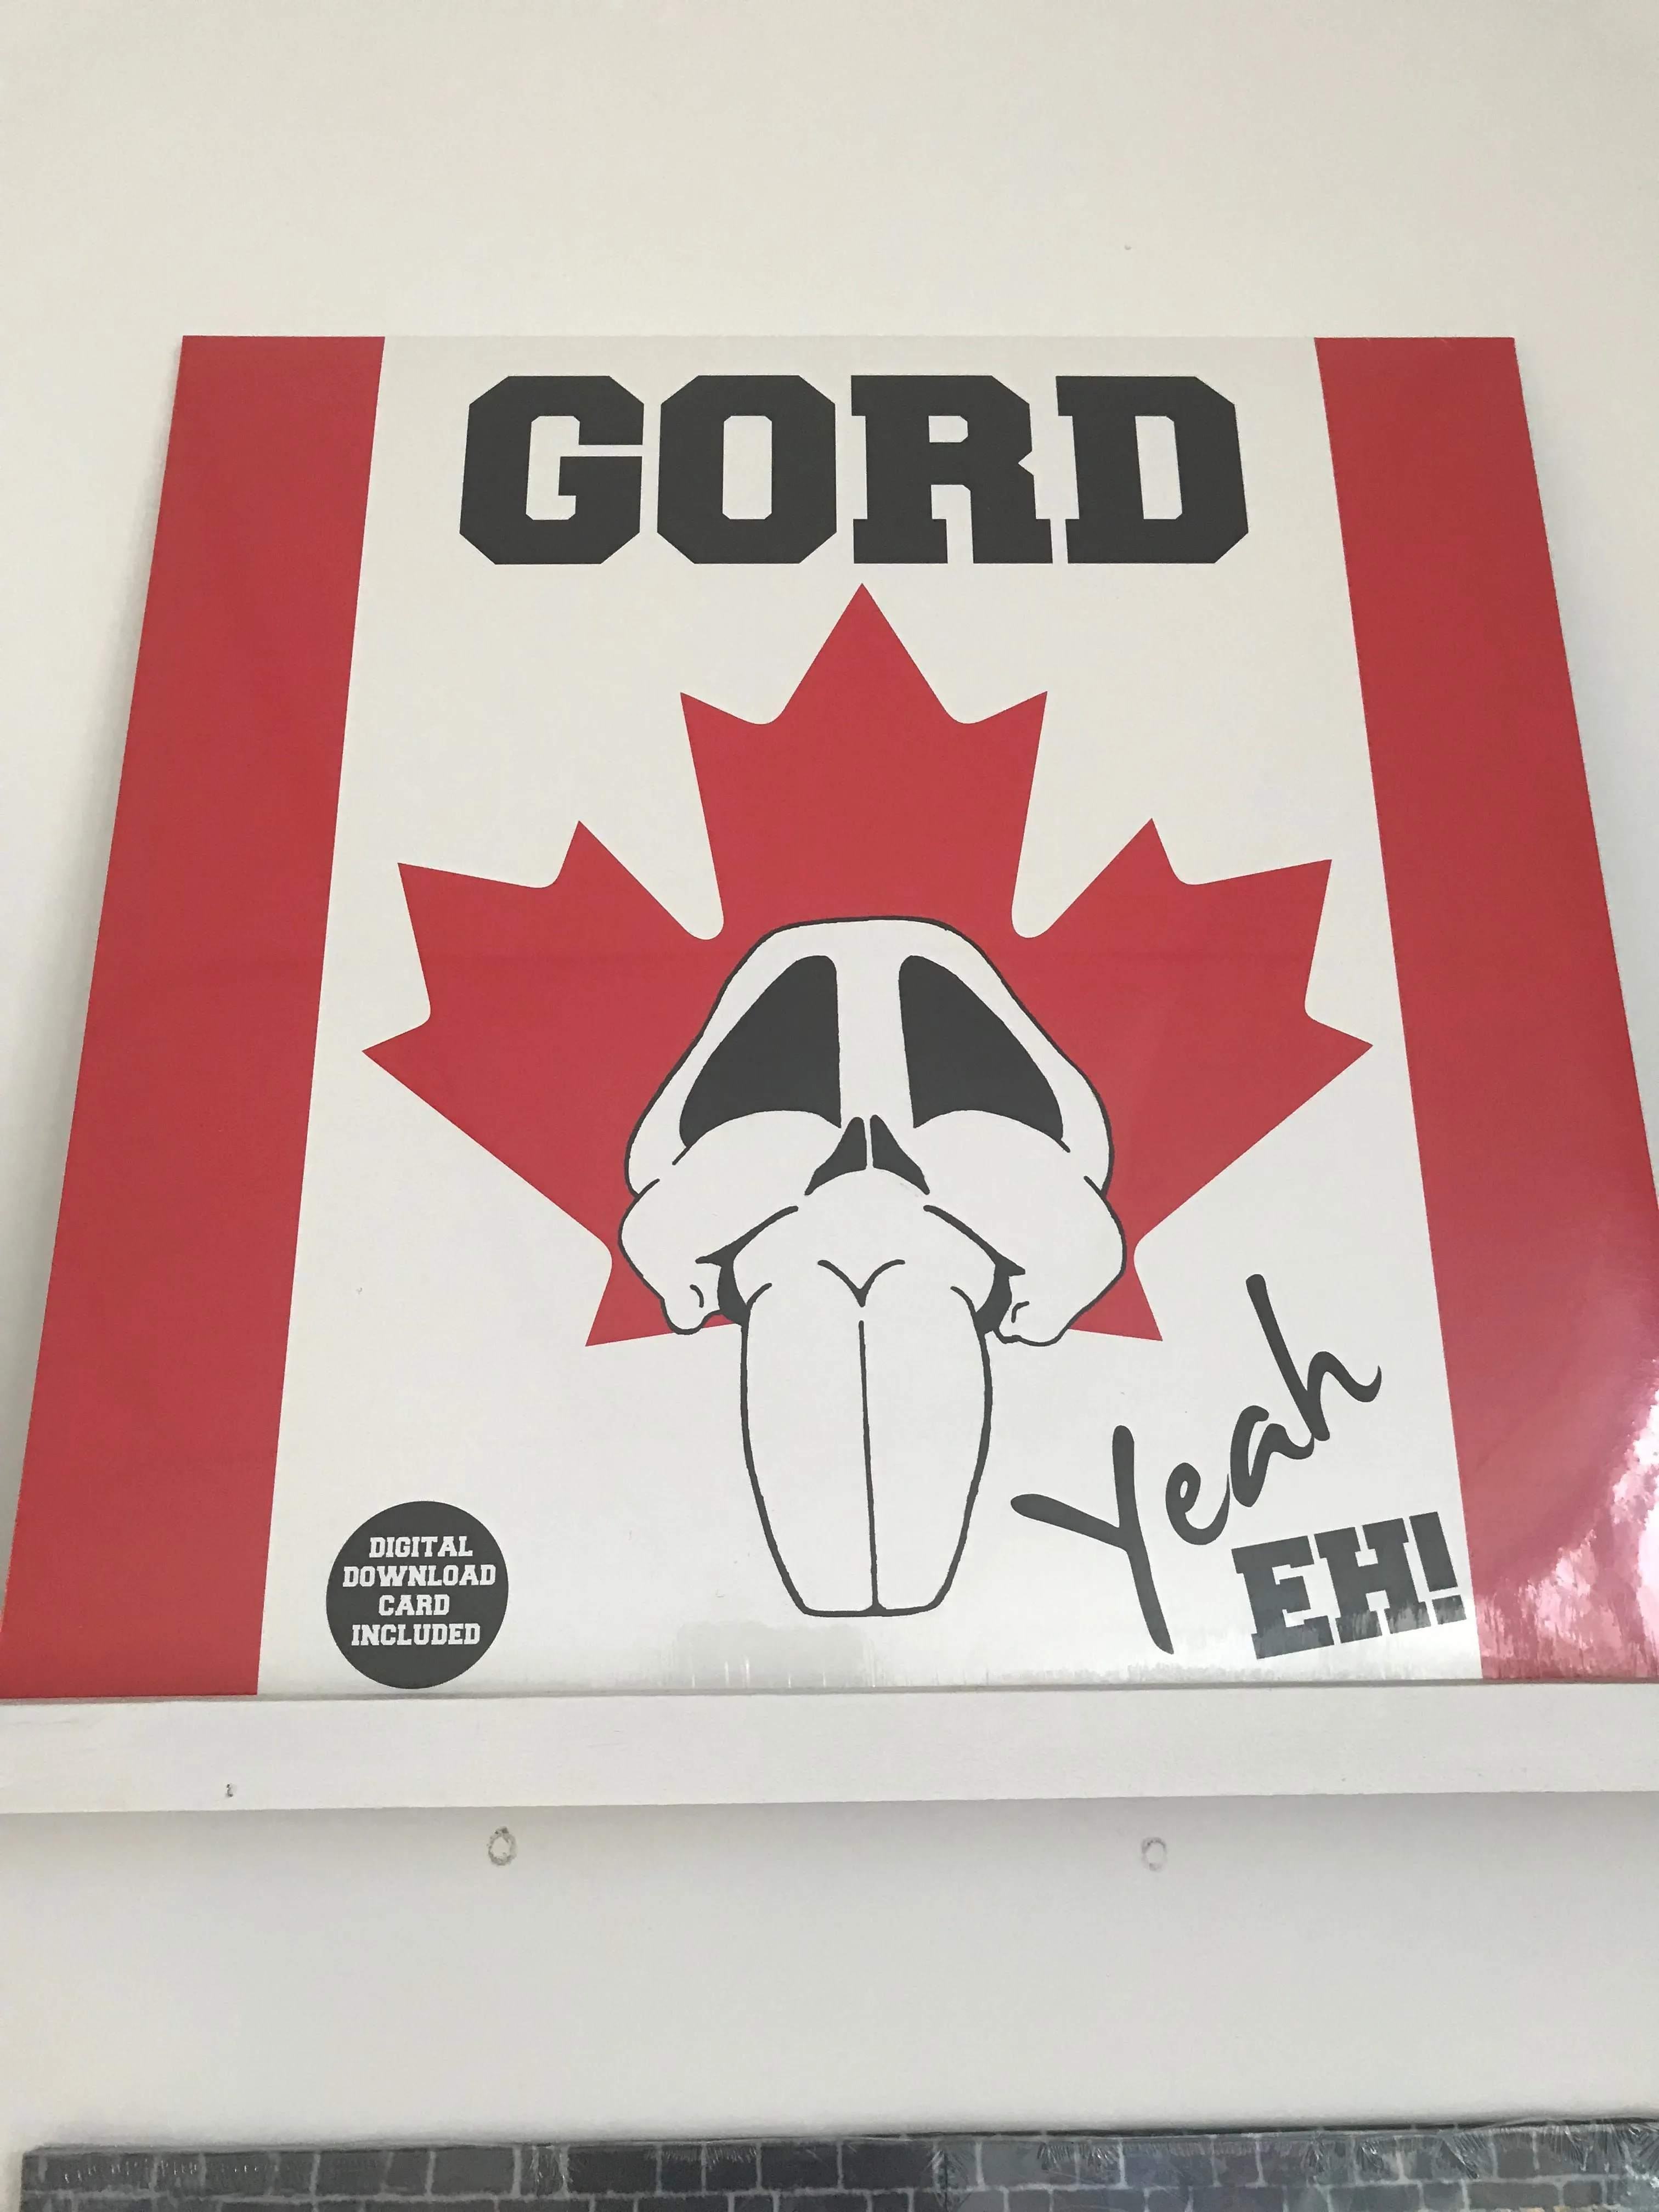 GORD
Yeah
EH!
DIGITAL
DOWNLOAD
CARD
INCLUDED